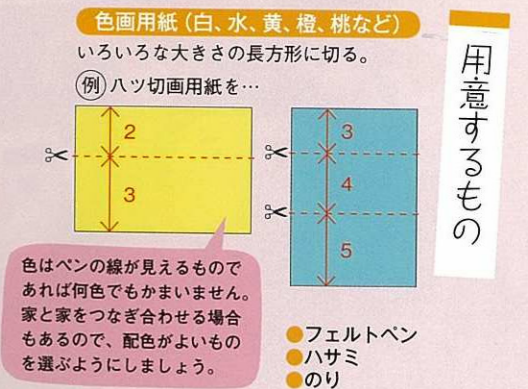 用意するもの
色画用紙（白、水、黄、橙、桃など）
いろいろな大きさの長方形に切る。
例 八ツ切画用紙を…
2
3
3
4
5
色はペンの線が見えるもので
あれば何色でもかまいません。
家と家をつなぎ合わせる場合
もあるので、配色がよいもの
を選ぶようにしましょう。
●フェルトペン
●ハサミ
●のり